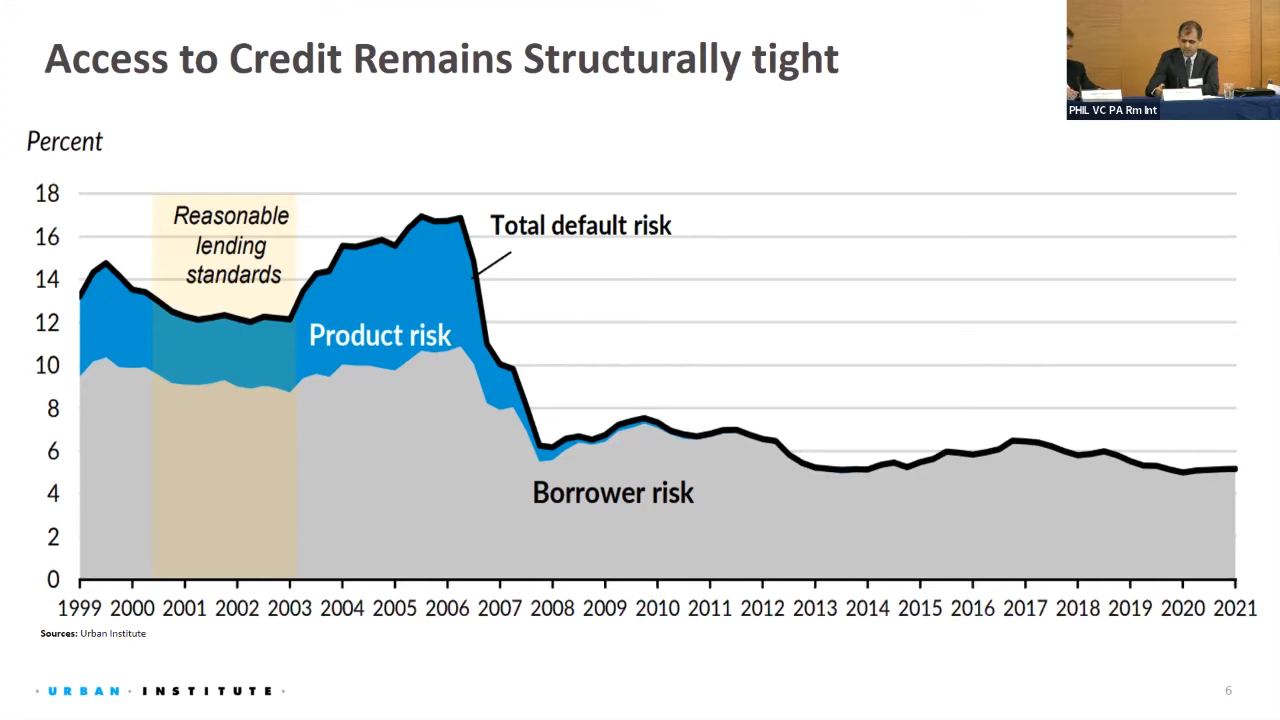 Access to Credit Remains Structurally tight
PHIL VC PA Rm Int
Percent
18
16
14
12
10
8
6
4
2
0
Reasonable
lending
standards
Total default risk
Product risk
Borrower risk
1999 2000 2001 2002 2003 2004 2005 2006 2007 2008 2009 2010 2011 2012 2013 2014 2015 2016 2017 2018 2019 2020 2021
Sources: Urban Institute
· URBAN · INSTITUTE ·
6